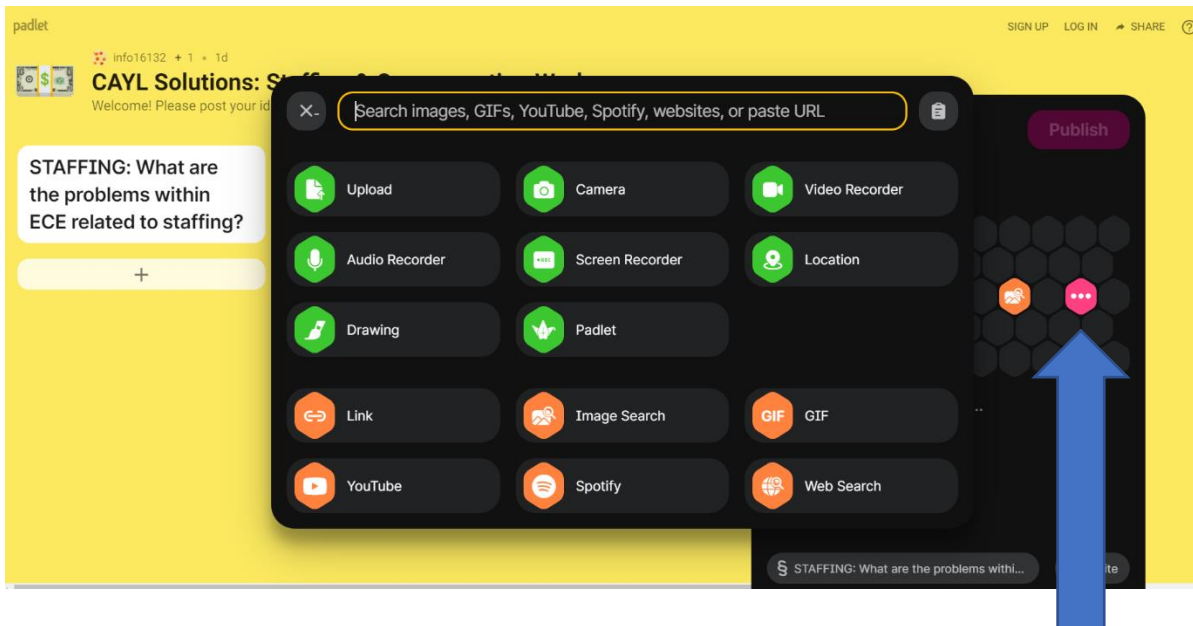 padlet
SIGN UP LOG IN SHARE
info16132 + 1 • 1d
CAYL Solutions:
Welcome! Please post your id
Search images, GIFs, YouTube, Spotify, websites, or paste URL
Publish
STAFFING: What are
the problems within
ECE related to staffing?
+
Upload
Camera
Video Recorder
Audio Recorder
Screen Recorder
Location
Drawing
Padlet
Link
Image Search
GIF GIF
YouTube
Spotify
Web Search
§ STAFFING: What are the problems withi...